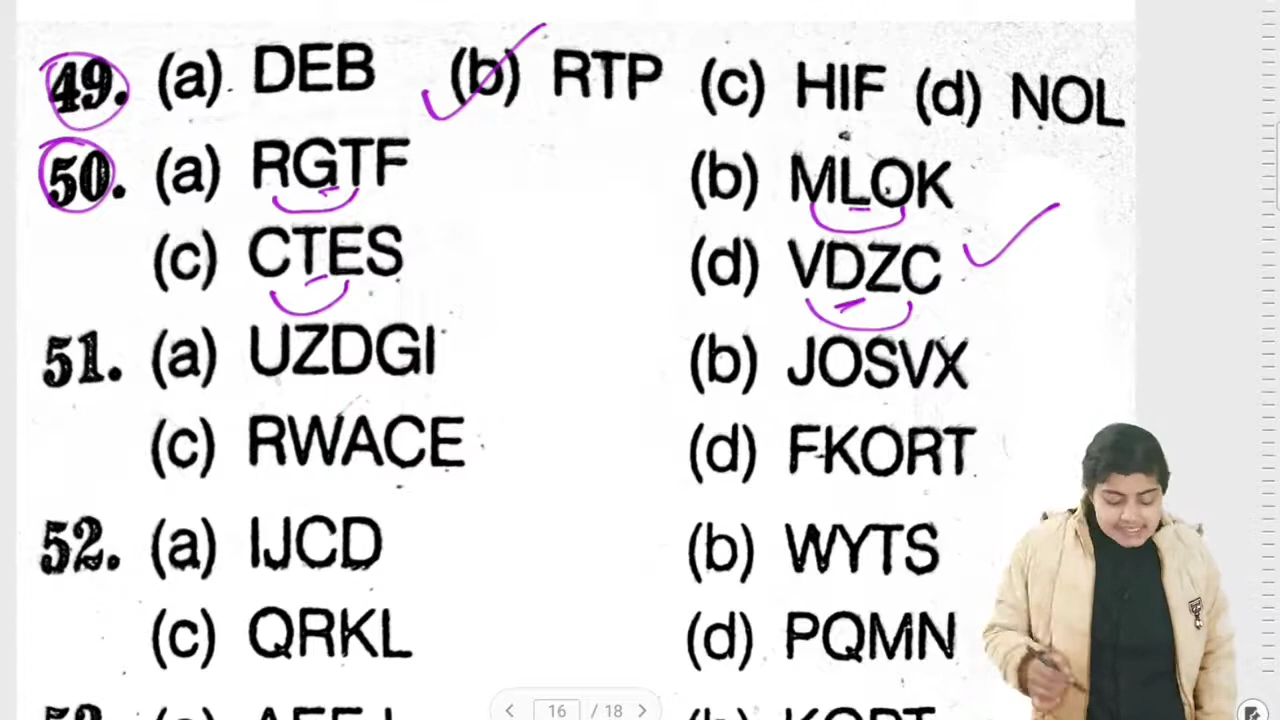 49. (a) DEB (b) RTP (c) HIF (d) NOL
50. (a) RGTF (b) MLOK
(c) CTES (d) VDZC
51. (a) UZDGI (b) JOSVX
(c) RWACE (d) FKORT
52. (a) IJCD (b) WYTS
(c) QRKL (d) PQMN
16 / 18